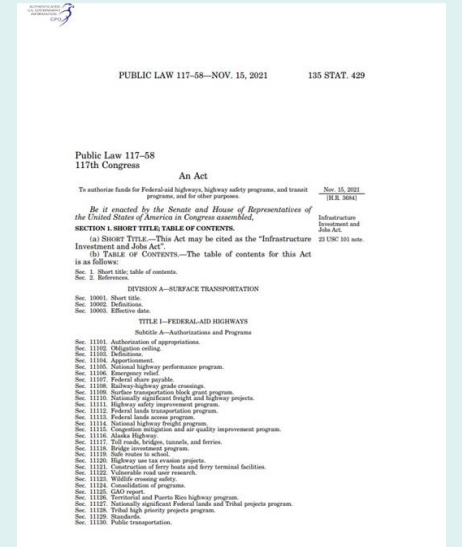 AUTHENTICATED
U.S. GOVERNMENT
INFORMATION
GPO
PUBLIC LAW 117–58—NOV. 15, 2021 135 STAT. 429
Public Law 117–58
117th Congress
An Act
To authorize funds for Federal-aid highways, highway safety programs, and transit
programs, and for other purposes.
Nov. 15, 2021
[H.R. 3684]
Be it enacted by the Senate and House of Representatives of
the United States of America in Congress assembled,
Infrastructure
Investment and
Jobs Act.
SECTION 1. SHORT TITLE; TABLE OF CONTENTS.
(a) SHORT TITLE.—This Act may be cited as the “Infrastructure
Investment and Jobs Act”.
23 USC 101 note.
(b) TABLE OF CONTENTS.—The table of contents for this Act
is as follows:
Sec. 1. Short title; table of contents.
Sec. 2. References.
DIVISION A—SURFACE TRANSPORTATION
Sec. 10001. Short title.
Sec. 10002. Definitions.
Sec. 10003. Effective date.
TITLE I—FEDERAL-AID HIGHWAYS
Subtitle A—Authorizations and Programs
Sec. 11101. Authorization of appropriations.
Sec. 11102. Obligation ceiling.
Sec. 11103. Definitions.
Sec. 11104. Apportionment.
Sec. 11105. National highway performance program.
Sec. 11106. Emergency relief.
Sec. 11107. Federal share payable.
Sec. 11108. Railway-highway grade crossings.
Sec. 11109. Surface transportation block grant program.
Sec. 11110. Nationally significant freight and highway projects.
Sec. 11111. Highway safety improvement program.
Sec. 11112. Federal lands transportation program.
Sec. 11113. Federal lands access program.
Sec. 11114. National highway freight program.
Sec. 11115. Congestion mitigation and air quality improvement program.
Sec. 11116. Alaska Highway.
Sec. 11117. Toll roads, bridges, tunnels, and ferries.
Sec. 11118. Bridge investment program.
Sec. 11119. Safe routes to school.
Sec. 11120. Highway use tax evasion projects.
Sec. 11121. Construction of ferry boats and ferry terminal facilities.
Sec. 11122. Vulnerable road user research.
Sec. 11123. Wildlife crossing safety.
Sec. 11124. Consolidation of programs.
Sec. 11125. GAO report.
Sec. 11126. Territorial and Puerto Rico highway program.
Sec. 11127. Nationally significant Federal lands and Tribal projects program.
Sec. 11128. Tribal high priority projects program.
Sec. 11129. Standards.
Sec. 11130. Public transportation.